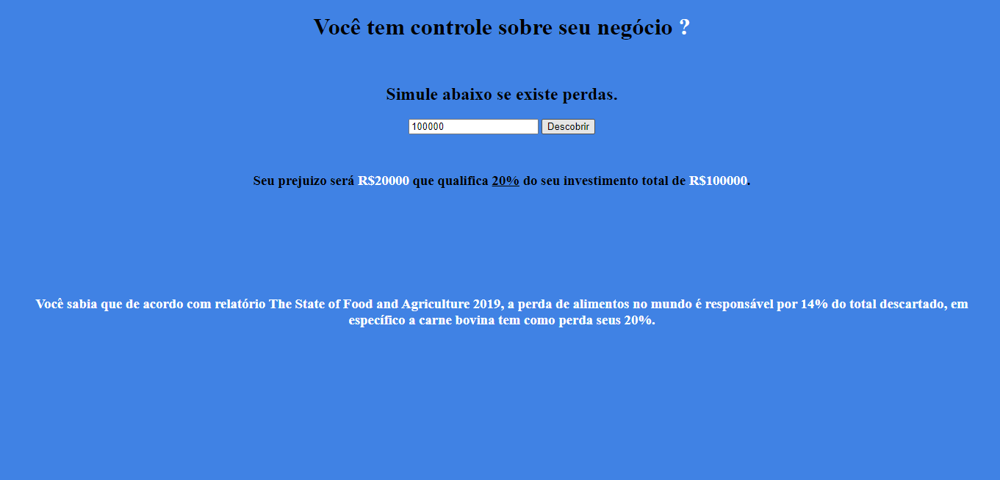 Você tem controle sobre seu negócio ?
Simule abaixo se existe perdas.
100000 Descobrir
Seu prejuizo será R$20000 que qualifica 20% do seu investimento total de R$100000.
Você sabia que de acordo com relatório The State of Food and Agriculture 2019, a perda de alimentos no mundo é responsável por 14% do total descartado, em
específico a carne bovina tem como perda seus 20%.